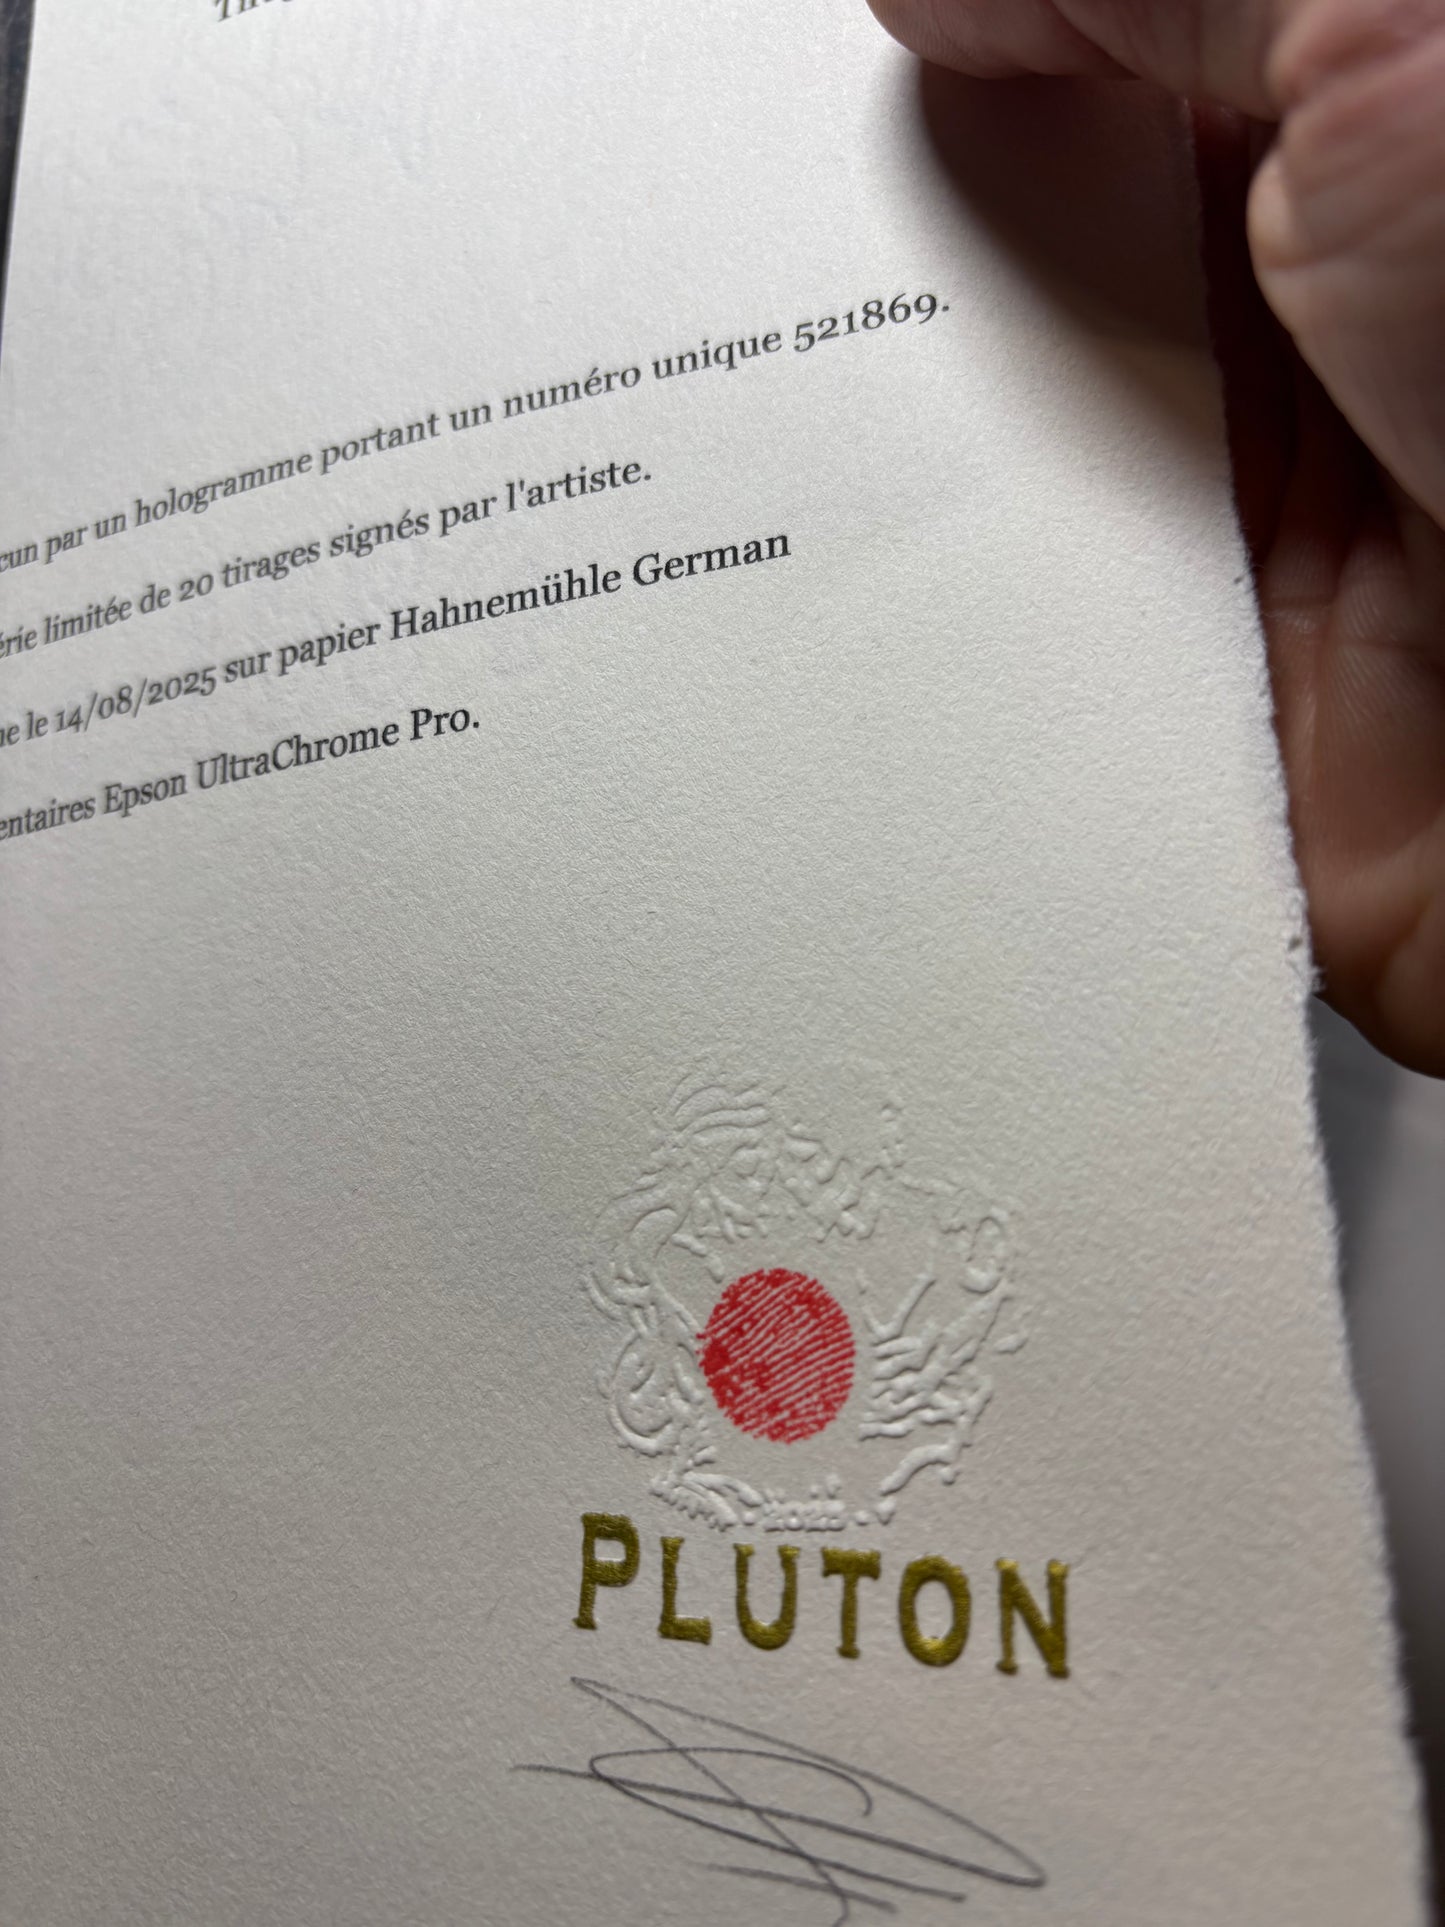 cun par un hologramme portant un numéro unique 521869.
érie limitée de 20 tirages signés par l'artiste.
ne le 14/08/2025 sur papier Hahnemühle German
entaires Epson UltraChrome Pro.
PLUTON